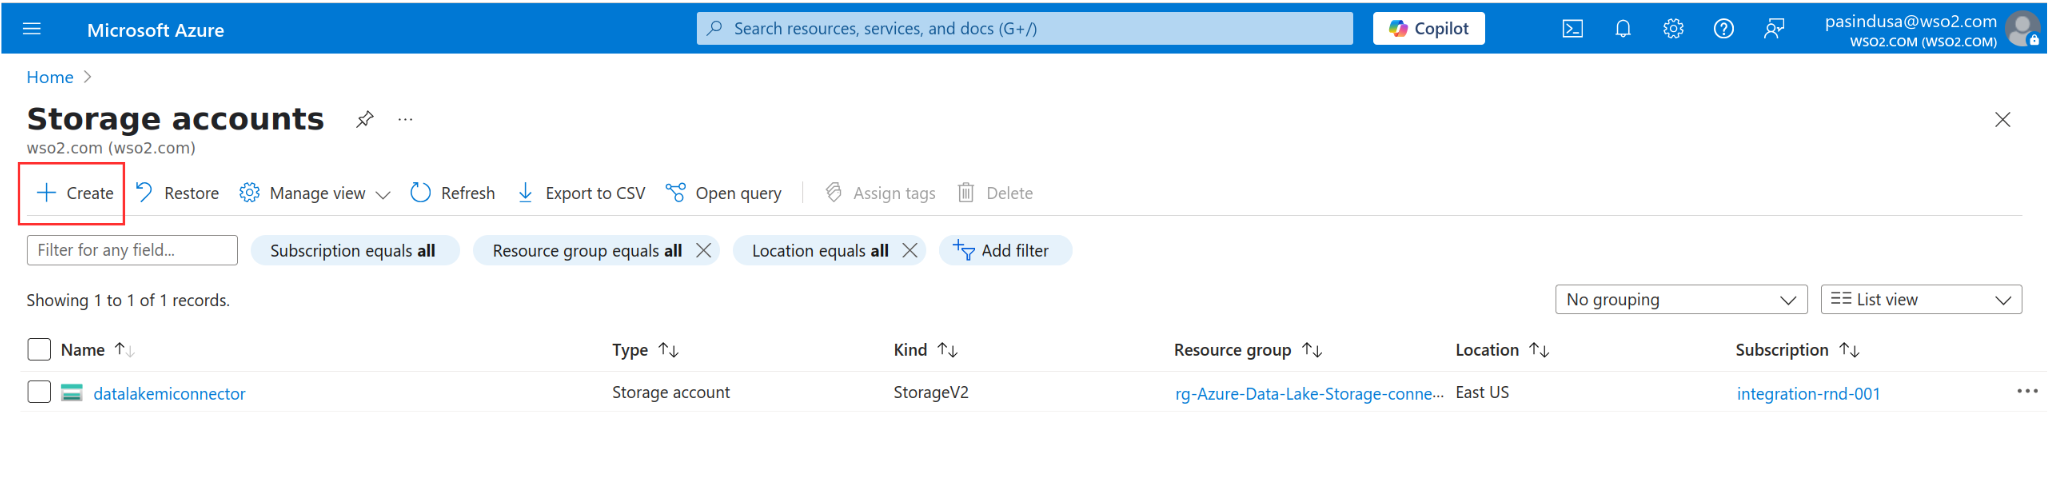 Microsoft Azure
Search resources, services, and docs (G+/)
Copilot
pasindusa@wso2.com
WSO2.COM (WSO2.COM)
Home
Storage accounts
wso2.com (wso2.com)
Create Restore Manage view Refresh Export to CSV Open query Assign tags Delete
Filter for any field... Subscription equals all Resource group equals all Location equals all Add filter
Showing 1 to 1 of 1 records. No grouping List view
Name Type Kind Resource group Location Subscription
datalakemiconnector Storage account StorageV2 rg-Azure-Data-Lake-Storage-conne... East US integration-rnd-001